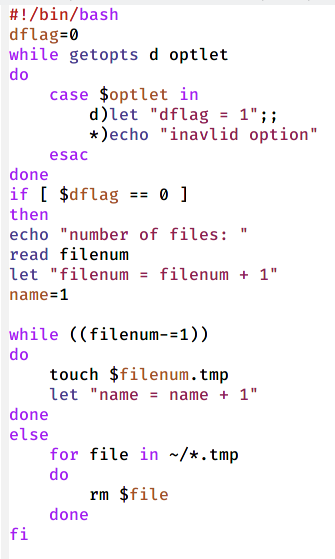 #!/bin/bash
dflag=0
while getopts d optlet
do
    case $optlet in
        d)let "dflag = 1";;
        *)echo "inavlid option"
    esac
done
if [ $dflag == 0 ]
then
echo "number of files: "
read filenum
let "filenum = filenum + 1"
name=1

while ((filenum-=1))
do
    touch $filenum.tmp
    let "name = name + 1"
done
else
    for file in ~/*.tmp
    do
        rm $file
    done
fi